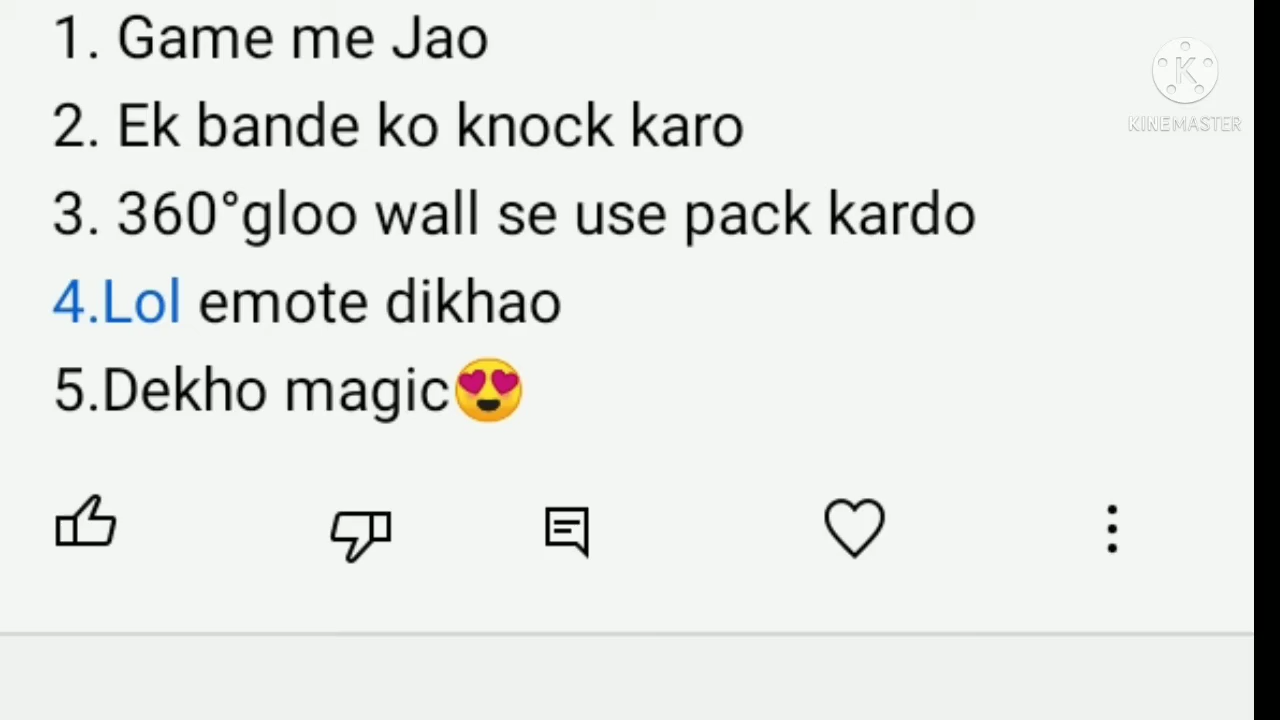 1. Game me Jao
2. Ek bande ko knock karo
3. 360°gloo wall se use pack kardo
4.Lol emote dikhao
5.Dekho magic😍
K
KINEMASTER